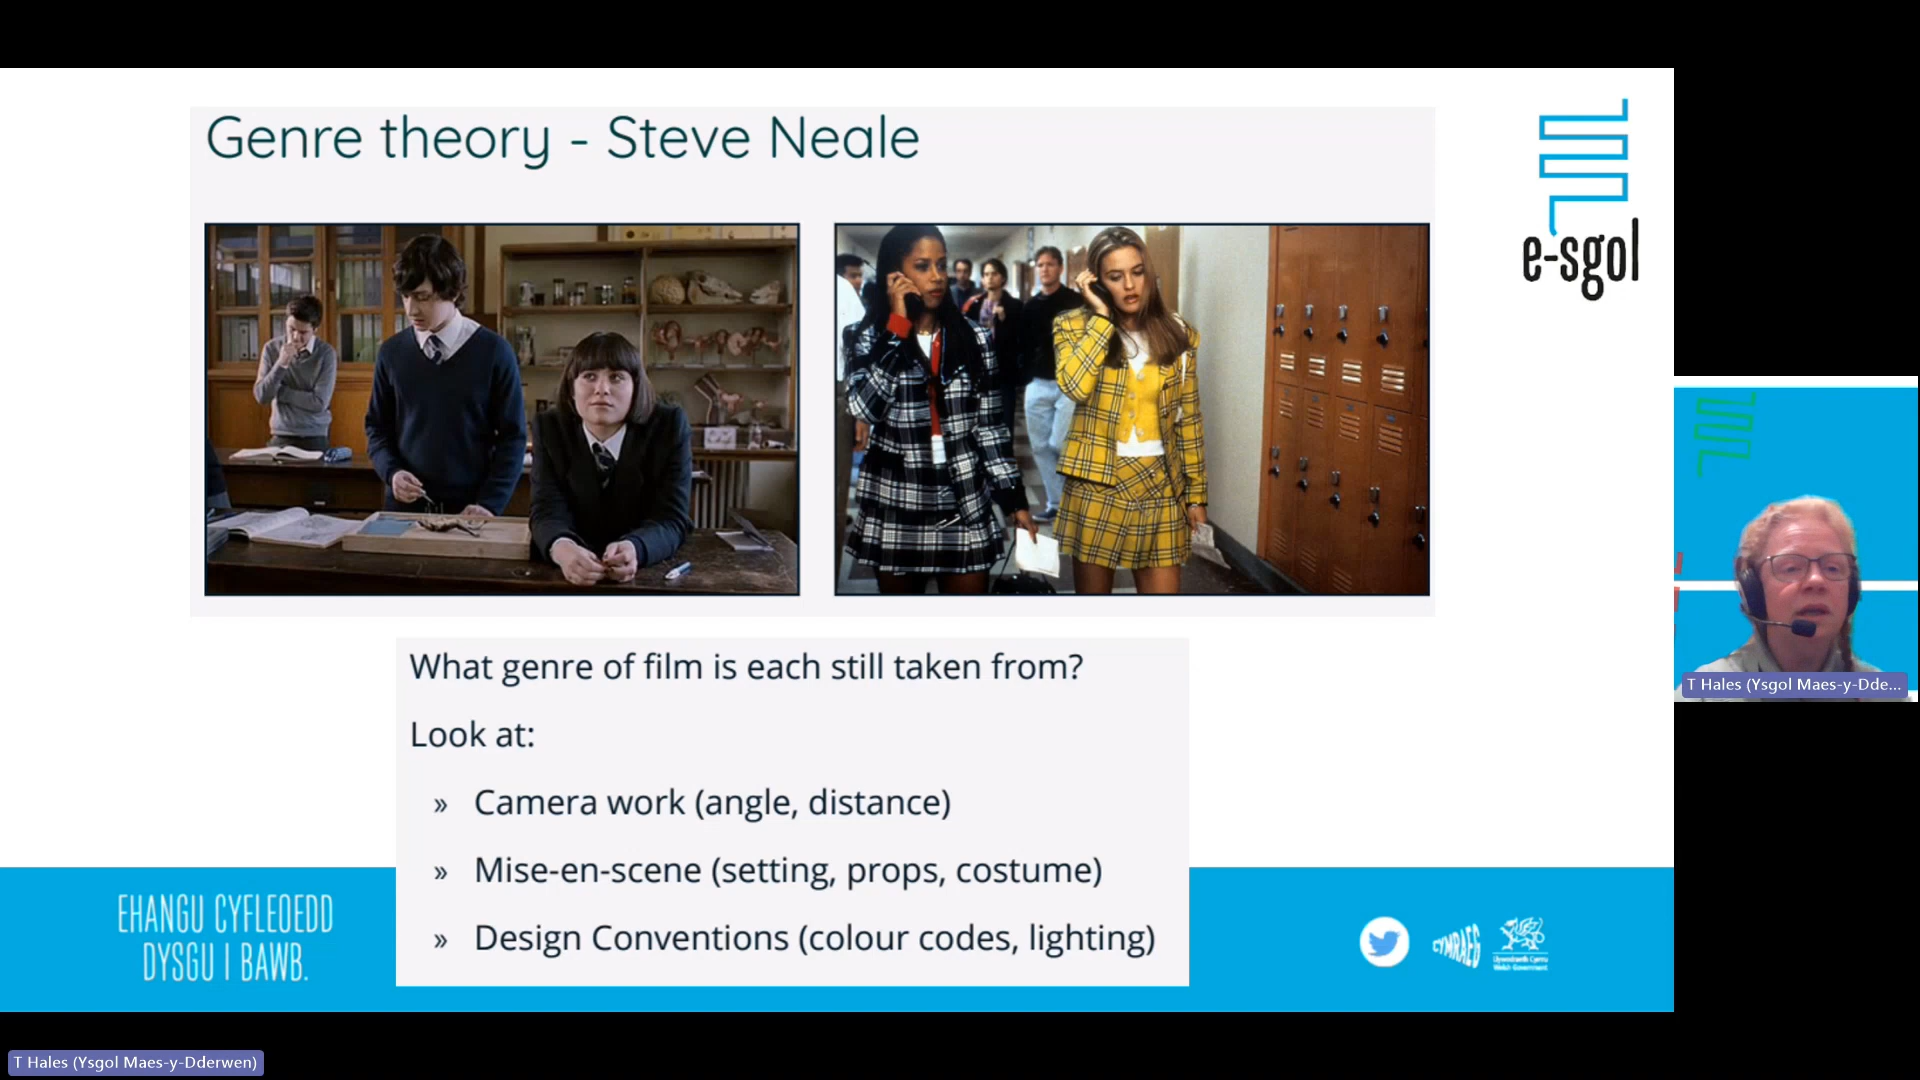 Genre theory - Steve Neale
e-sgol
What genre of film is each still taken from?
Look at:
» Camera work (angle, distance)
» Mise-en-scene (setting, props, costume)
» Design Conventions (colour codes, lighting)
EHANGU CYFLEOEDD
DYSGU I BAWB.
CYMRAEG
Llywodraeth Cymru
Welsh Government
T Hales (Ysgol Maes-y-Dde...
T Hales (Ysgol Maes-y-Dderwen)